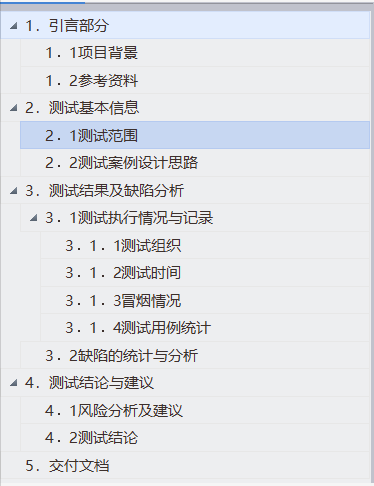 1．引言部分
1．1项目背景
1．2参考资料
2．测试基本信息
2．1测试范围
2．2测试案例设计思路
3．测试结果及缺陷分析
3．1测试执行情况与记录
3．1．1测试组织
3．1．2测试时间
3．1．3冒烟情况
3．1．4测试用例统计
3．2缺陷的统计与分析
4．测试结论与建议
4．1风险分析及建议
4．2测试结论
5．交付文档